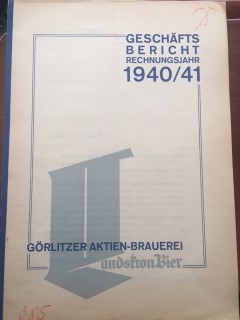 GESCHÄFTS
BERICHT
RECHNUNGSJAHR
1940/41
GÖRLITZER AKTIEN-BRAUEREI
Landskron Bier